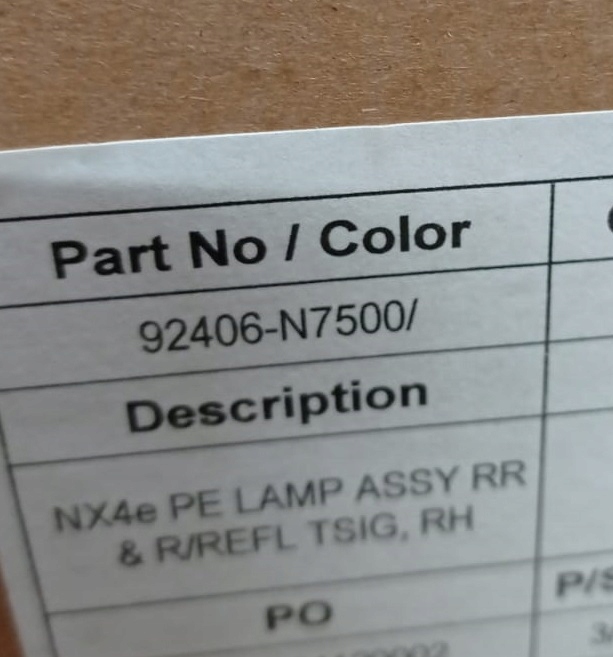 Part No / Color
92406-N7500/
Description
NX4e PE LAMP ASSY RR
& R/REFL TSIG, RH
PO
P/S